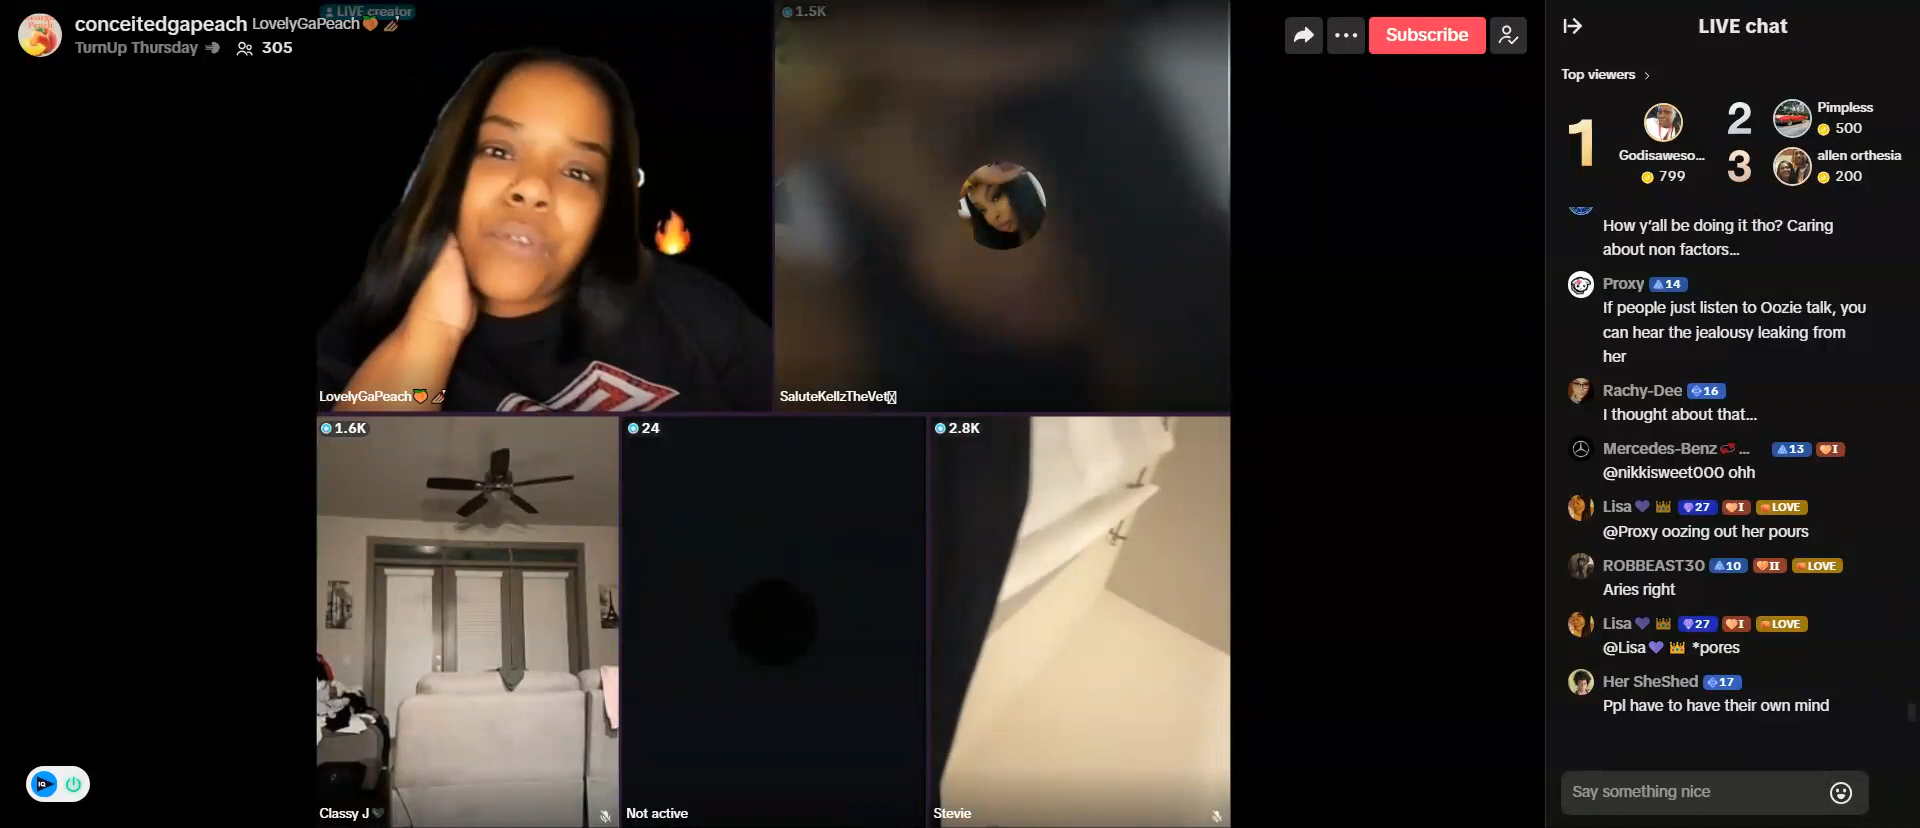 conceitedgapeach LovelyGaPeach🍑💅🏾
TurnUp Thursday 305
LIVE creator
1.5K
Subscribe
LovelyGaPeach🍑💅🏾
SaluteKellzTheVet
1.6K
24
2.8K
Classy J🖤
Not active
Stevie
LIVE chat
Top viewers
1
Godisaweso...
799
2
Pimpless
500
3
allen orthesia
200
How y'all be doing it tho? Caring
about non factors...
Proxy 14
If people just listen to Oozie talk, you
can hear the jealousy leaking from
her
Rachy-Dee 16
I thought about that...
Mercedes-Benz ... 13 I
@nikkisweet000 ohh
Lisa💜👑 27 I LOVE
@Proxy oozing out her pours
ROBBEAST30 10 II LOVE
Aries right
Lisa💜👑 27 I LOVE
@Lisa💜👑 *pores
Her SheShed 17
Ppl have to have their own mind
Say something nice